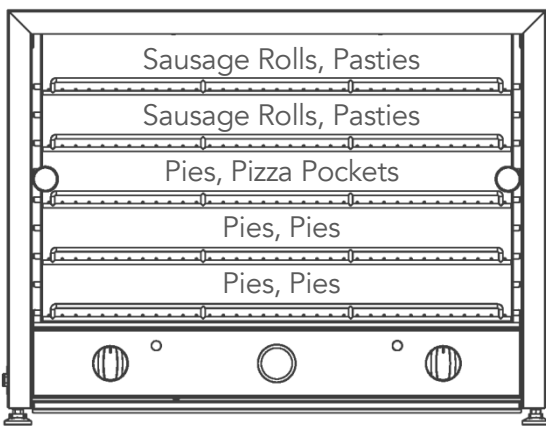 Sausage Rolls, Pasties
Sausage Rolls, Pasties
Pies, Pizza Pockets
Pies, Pies
Pies, Pies